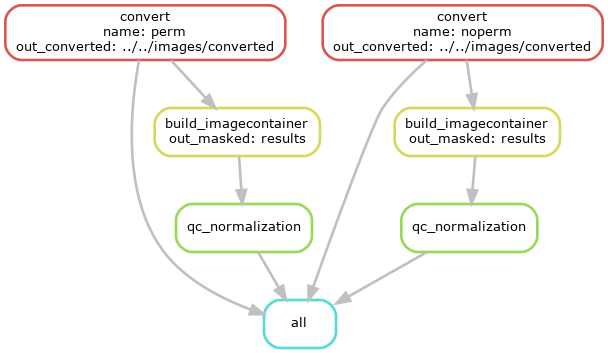 convert
name: perm
out_converted: ../../images/converted
convert
name: noperm
out_converted: ../../images/converted
build_imagecontainer
out_masked: results
build_imagecontainer
out_masked: results
qc_normalization
qc_normalization
all